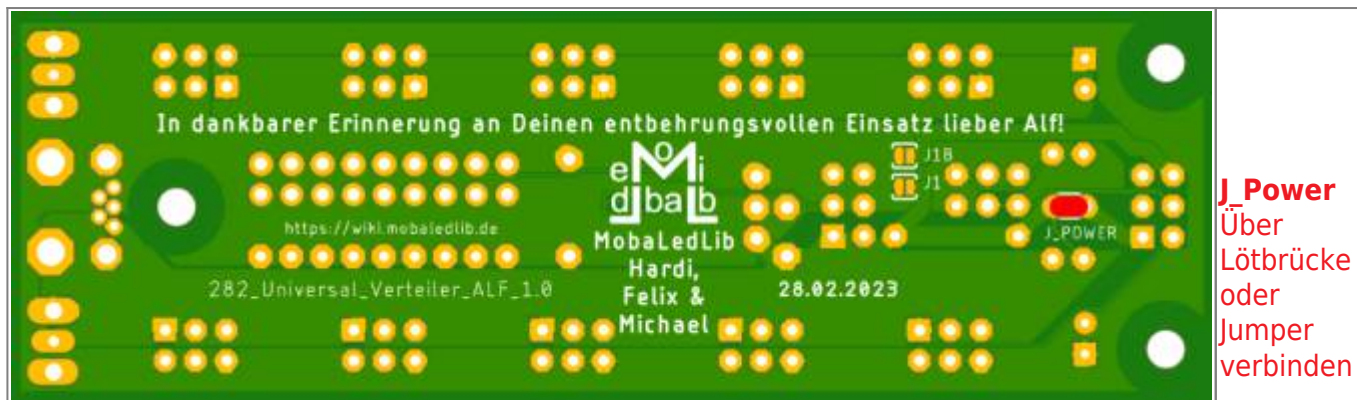 In dankbarer Erinnerung an Deinen entbehrungsvollen Einsatz lieber Alf!
J1B
J1
https://wiki.mobaledlib.de
J_POWER
MobaLedLib
Hardi,
Felix &
Michael
282_Universal_Verteiler_ALF_1.0
28.02.2023
J_Power
Über
Lötbrücke
oder
Jumper
verbinden